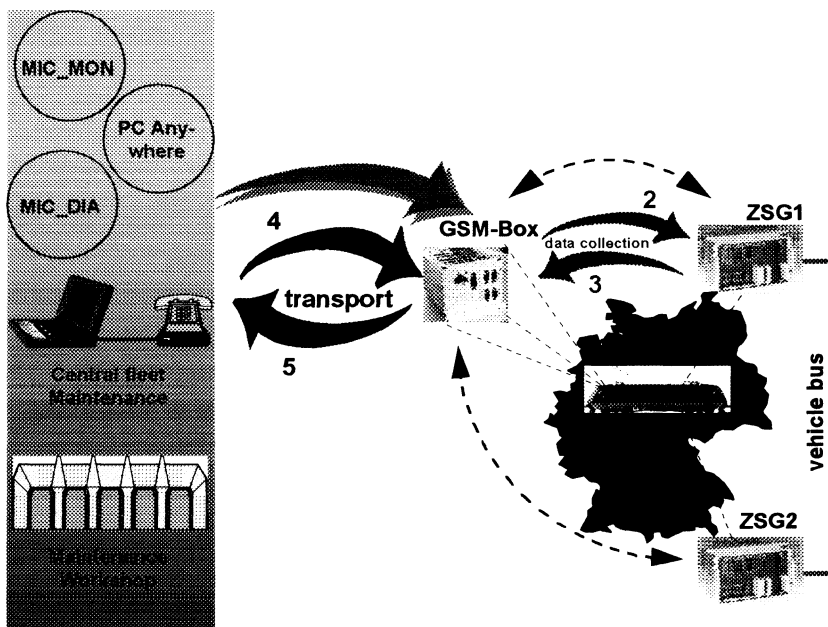 MIC_MON
PC Any-
where
MIC_DIA
Central fleet
Maintenance
Maintenance
Workshop
4
transport
5
GSM-Box
2
data collection
3
ZSG1
vehicle bus
ZSG2